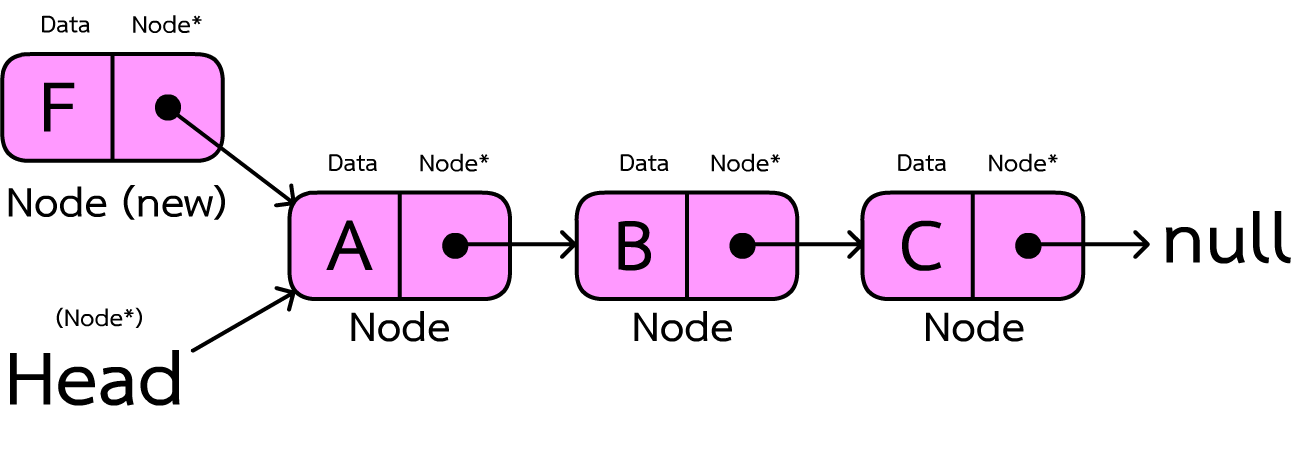 Data Node*
F
Node (new)
Data Node* Data Node* Data Node*
A B C null
Node Node Node
(Node*)
Head